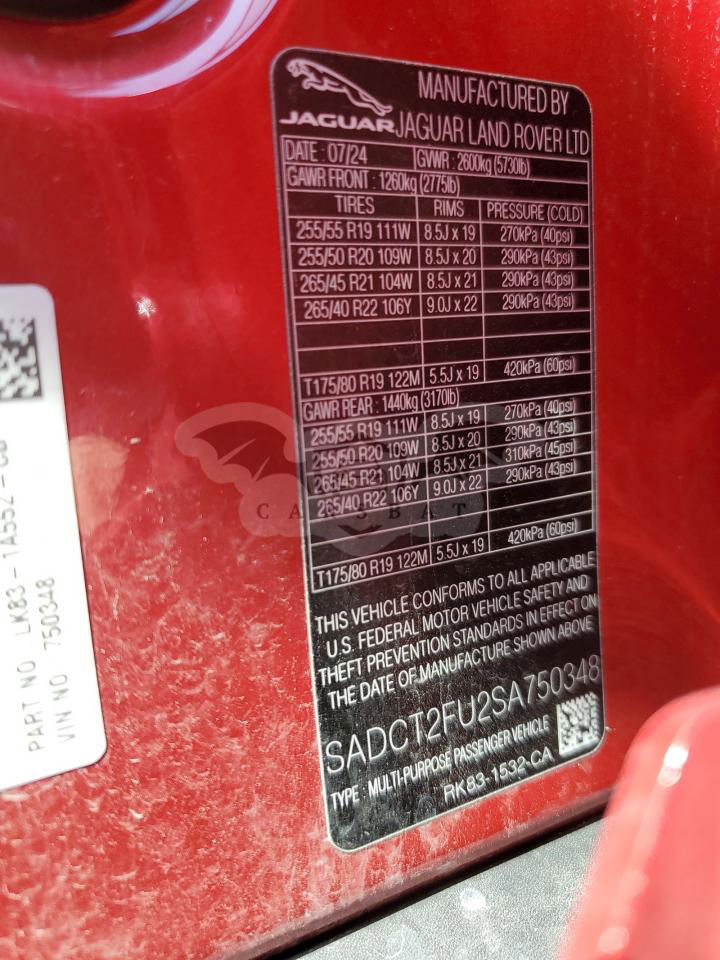 JAGUAR
MANUFACTURED BY
JAGUAR LAND ROVER LTD
DATE : 07/24 GVWR : 2600kg (5730lb)
GAWR FRONT : 1260kg (2775lb)
TIRES RIMS PRESSURE (COLD)
255/55 R19 111W 8.5J x 19 270kPa (40psi)
255/50 R20 109W 8.5J x 20 290kPa (43psi)
265/45 R21 104W 8.5J x 21 290kPa (43psi)
265/40 R22 106Y 9.0J x 22 290kPa (43psi)
T175/80 R19 122M 5.5J x 19 420kPa (60psi)
GAWR REAR : 1440kg (3170lb)
255/55 R19 111W 8.5J x 19 270kPa (40psi)
255/50 R20 109W 8.5J x 20 290kPa (43psi)
265/45 R21 104W 8.5J x 21 310kPa (45psi)
265/40 R22 106Y 9.0J x 22 290kPa (43psi)
T175/80 R19 122M 5.5J x 19 420kPa (60psi)
THIS VEHICLE CONFORMS TO ALL APPLICABLE
U.S. FEDERAL MOTOR VEHICLE SAFETY AND
THEFT PREVENTION STANDARDS IN EFFECT ON
THE DATE OF MANUFACTURE SHOWN ABOVE
SADCT2FU2SA750348
TYPE : MULTI-PURPOSE PASSENGER VEHICLE
RK83-1532-CA
PART NO LK83 - 1A552 - CB
VIN NO 750348